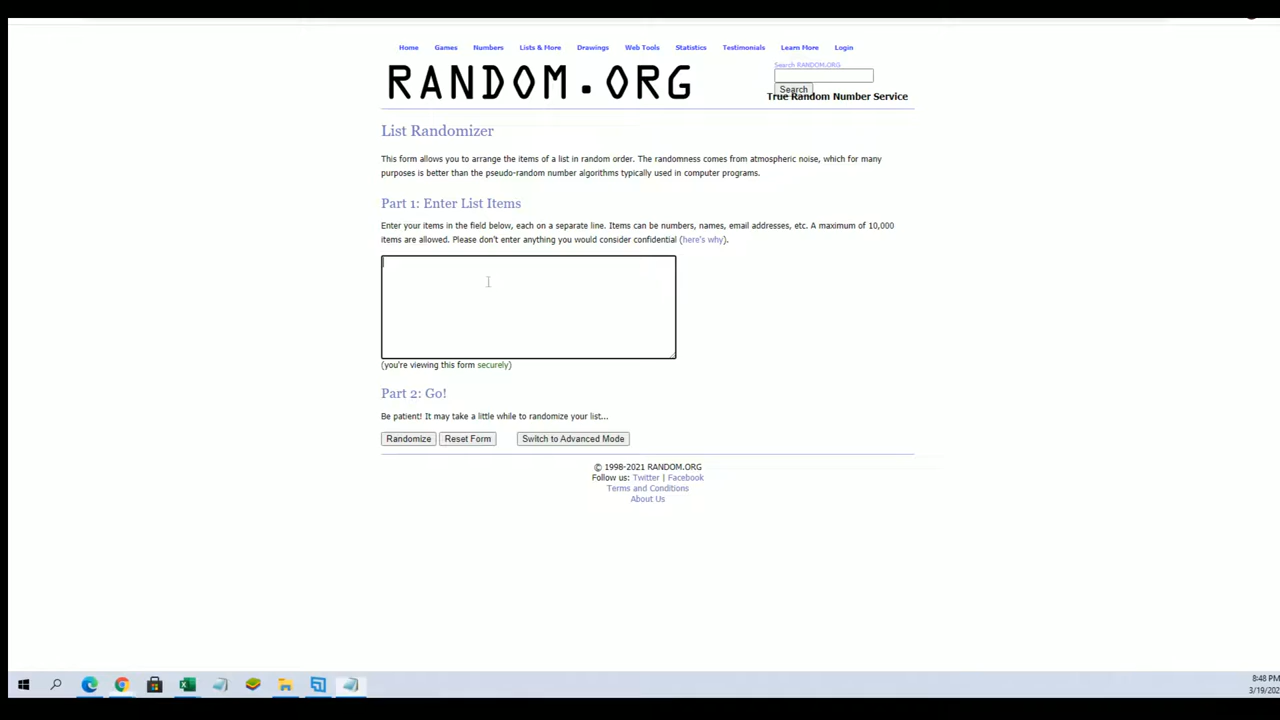 Home Games Numbers Lists & More Drawings Web Tools Statistics Testimonials Learn More Login
RANDOM.ORG
Search RANDOM.ORG
Search
True Random Number Service
List Randomizer
This form allows you to arrange the items of a list in random order. The randomness comes from atmospheric noise, which for many
purposes is better than the pseudo-random number algorithms typically used in computer programs.
Part 1: Enter List Items
Enter your items in the field below, each on a separate line. Items can be numbers, names, email addresses, etc. A maximum of 10,000
items are allowed. Please don't enter anything you would consider confidential (here's why).
(you're viewing this form securely)
Part 2: Go!
Be patient! It may take a little while to randomize your list...
Randomize Reset Form Switch to Advanced Mode
© 1998-2021 RANDOM.ORG
Follow us: Twitter | Facebook
Terms and Conditions
About Us
8:48 PM
3/19/202